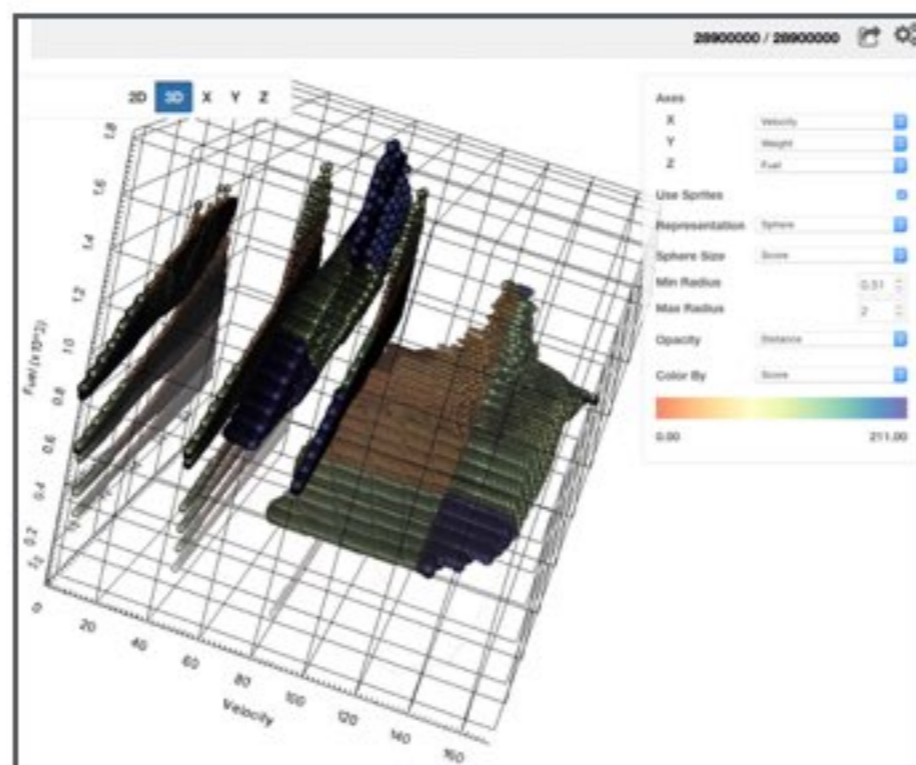 28900000 / 28900000
2D 3D X Y Z
Axes
X Velocity
Y Weight
Z Fuel
Use Sprites
Representation Sphere
Sphere Size Score
Min Radius 0.51
Max Radius 2
Opacity Distance
Color By Score
0.00 211.00
Fuel (x 10^2)
1.8
1.6
1.4
1.2
1.0
0.8
0.6
0.4
0.2
0 20 40 60 80 100 120 140 160
Velocity